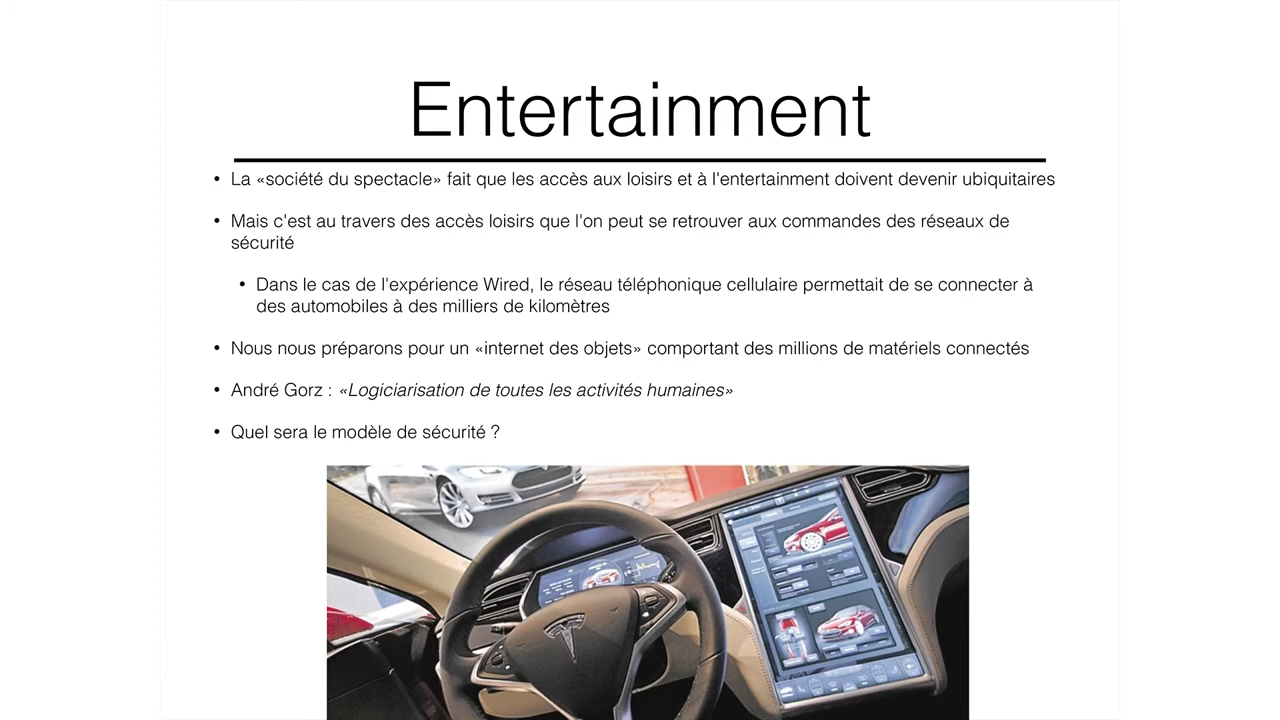 Entertainment
• La «société du spectacle» fait que les accès aux loisirs et à l'entertainment doivent devenir ubiquitaires
• Mais c'est au travers des accès loisirs que l'on peut se retrouver aux commandes des réseaux de
sécurité
• Dans le cas de l'expérience Wired, le réseau téléphonique cellulaire permettait de se connecter à
des automobiles à des milliers de kilomètres
• Nous nous préparons pour un «internet des objets» comportant des millions de matériels connectés
• André Gorz : «Logiciarisation de toutes les activités humaines»
• Quel sera le modèle de sécurité ?